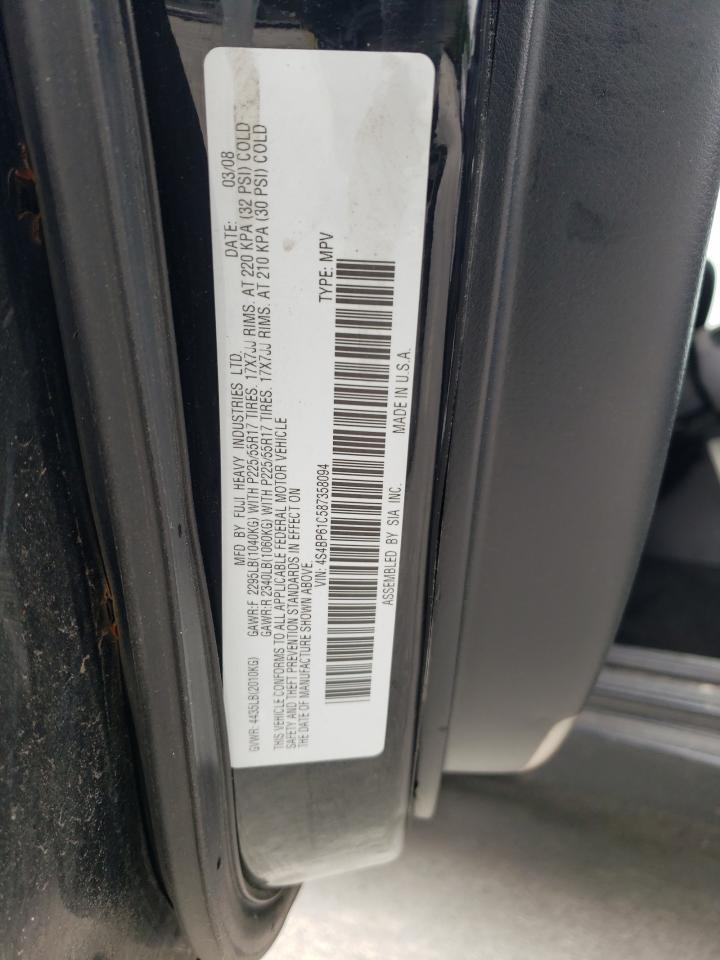 MFD BY FUJI HEAVY INDUSTRIES LTD. DATE: 03/08
GVWR: 4435LB(2010KG) GAWR:F 2295LB(1040KG) WITH P225/55R17 TIRES. 17X7JJ RIMS. AT 220 KPA (32 PSI) COLD
GAWR:R 2340LB(1060KG) WITH P225/55R17 TIRES. 17X7JJ RIMS. AT 210 KPA (30 PSI) COLD
THIS VEHICLE CONFORMS TO ALL APPLICABLE FEDERAL MOTOR VEHICLE
SAFETY AND THEFT PREVENTION STANDARDS IN EFFECT ON
THE DATE OF MANUFACTURE SHOWN ABOVE.
VIN: 4S4BP61C587358094 TYPE: MPV
ASSEMBLED BY SIA INC. MADE IN U.S.A.